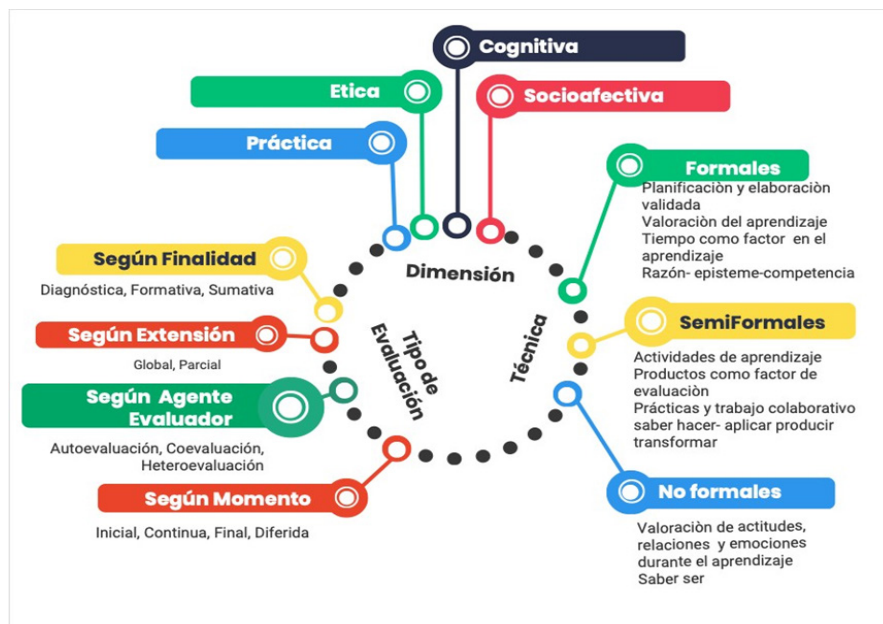 Cognitiva
Etica
Socioafectiva
Práctica
Dimensión
Según Finalidad
Diagnóstica, Formativa, Sumativa
Según Extensión
Global, Parcial
Según Agente
Evaluador
Autoevaluación, Coevaluación,
Heteroevaluación
Según Momento
Inicial, Continua, Final, Diferida
Tipo de
Evaluación
Técnica
Formales
Planificaciòn y elaboraciòn
validada
Valoraciòn del aprendizaje
Tiempo como factor en el
aprendizaje
Razón- episteme-competencia
SemiFormales
Actividades de aprendizaje
Productos como factor de
evaluaciòn
Prácticas y trabajo colaborativo
saber hacer- aplicar producir
transformar
No formales
Valoraciòn de actitudes,
relaciones y emociones
durante el aprendizaje
Saber ser